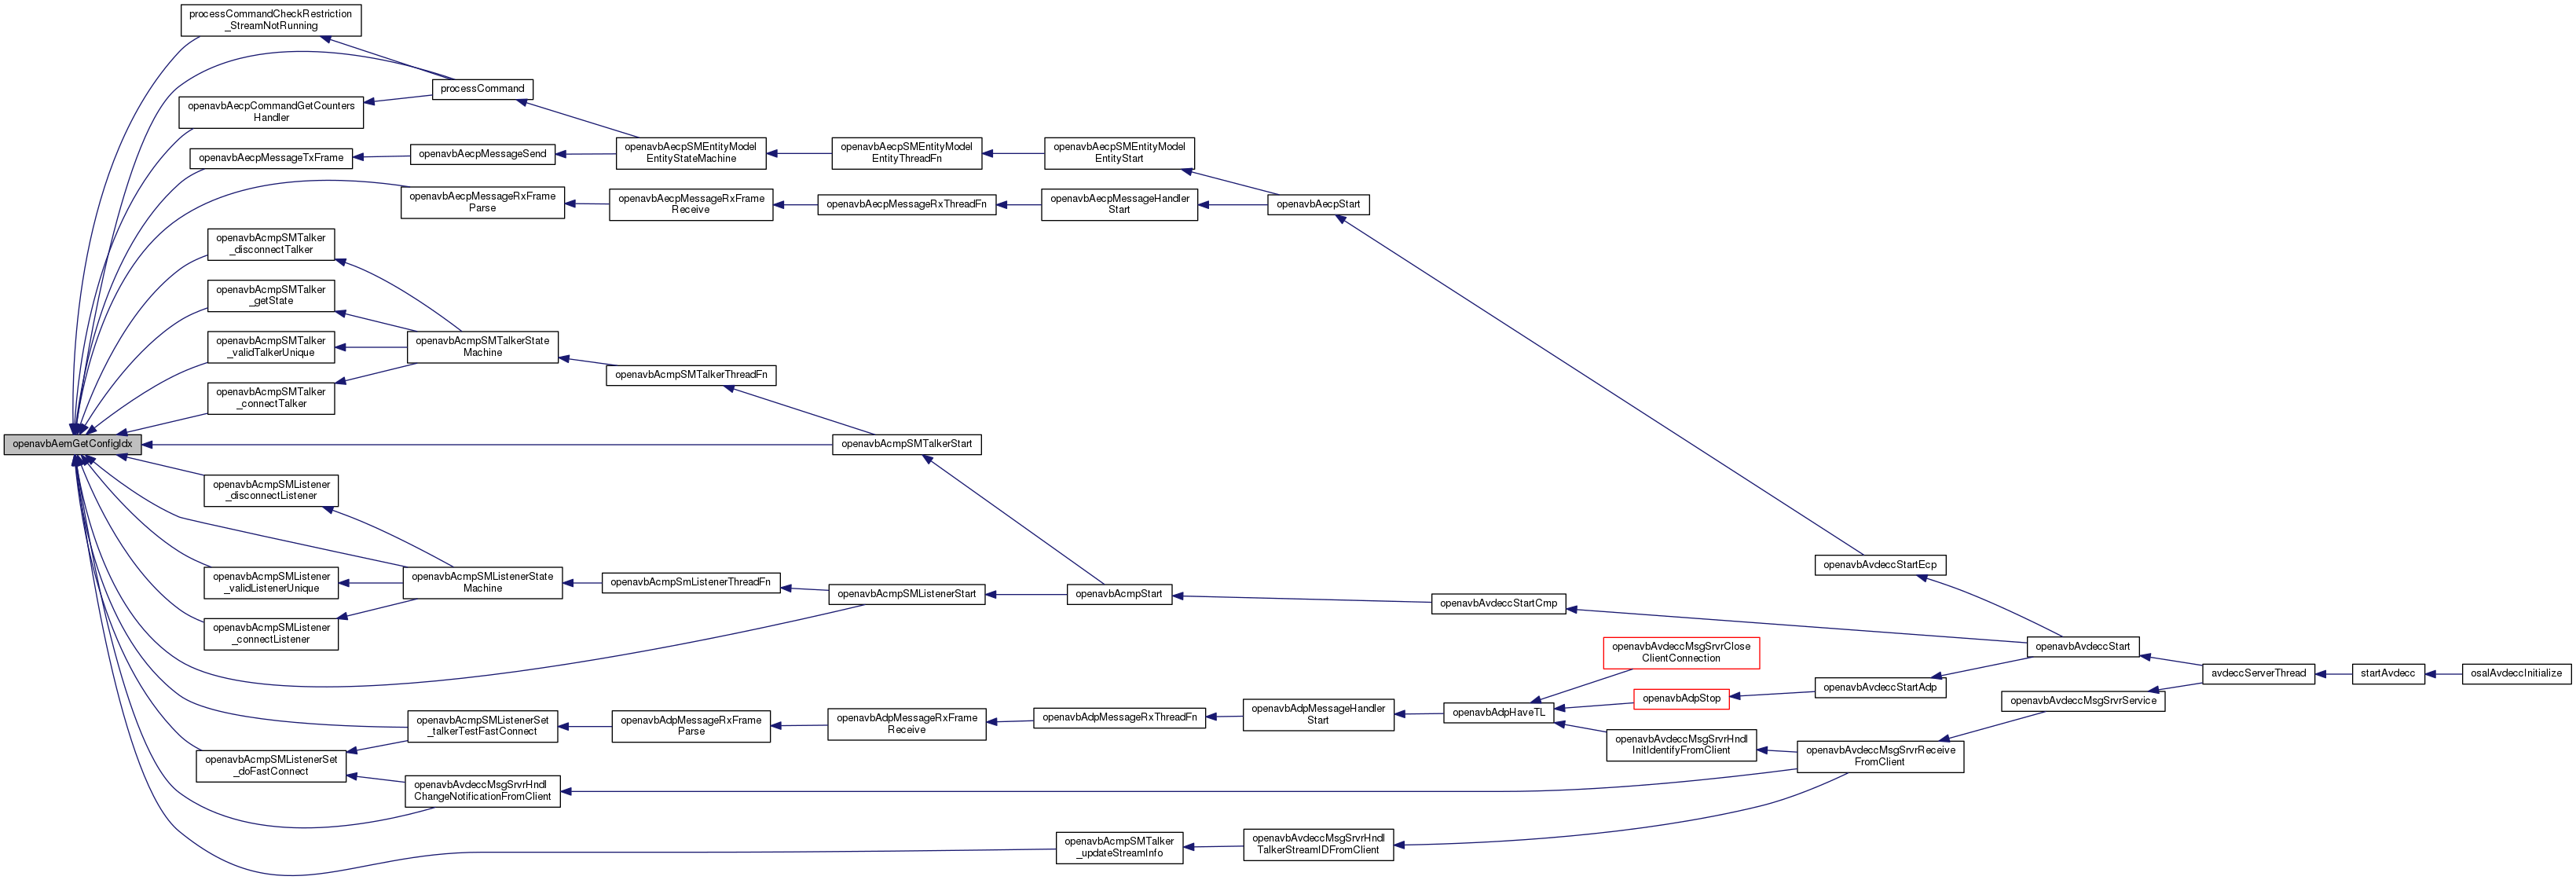 processCommandCheckRestriction
_StreamNotRunning
processCommand
openavbAecpCommandGetCounters
Handler
openavbAecpMessageTxFrame
openavbAecpMessageSend
openavbAecpSMEntityModel
EntityStateMachine
openavbAecpSMEntityModel
EntityThreadFn
openavbAecpSMEntityModel
EntityStart
openavbAecpMessageRxFrame
Parse
openavbAecpMessageRxFrame
Receive
openavbAecpMessageRxThreadFn
openavbAecpMessageHandler
Start
openavbAecpStart
openavbAcmpSMTalker
_disconnectTalker
openavbAcmpSMTalker
_getState
openavbAcmpSMTalker
_validTalkerUnique
openavbAcmpSMTalkerState
Machine
openavbAcmpSMTalkerThreadFn
openavbAcmpSMTalker
_connectTalker
openavbAemGetConfigIdx
openavbAcmpSMTalkerStart
openavbAcmpSMListener
_disconnectListener
openavbAcmpSMListener
_validListenerUnique
openavbAcmpSMListenerState
Machine
openavbAcmpSmListenerThreadFn
openavbAcmpSMListenerStart
openavbAcmpStart
openavbAvdeccStartCmp
openavbAvdeccStartEcp
openavbAcmpSMListener
_connectListener
openavbAvdeccMsgSrvrClose
ClientConnection
openavbAvdeccStart
avdeccServerThread
startAvdecc
osalAvdeccInitialize
openavbAdpStop
openavbAvdeccStartAdp
openavbAvdeccMsgSrvrService
openavbAcmpSMListenerSet
_talkerTestFastConnect
openavbAdpMessageRxFrame
Parse
openavbAdpMessageRxFrame
Receive
openavbAdpMessageRxThreadFn
openavbAdpMessageHandler
Start
openavbAdpHaveTL
openavbAvdeccMsgSrvrHndl
InitIdentifyFromClient
openavbAvdeccMsgSrvrReceive
FromClient
openavbAcmpSMListenerSet
_doFastConnect
openavbAvdeccMsgSrvrHndl
ChangeNotificationFromClient
openavbAcmpSMTalker
_updateStreamInfo
openavbAvdeccMsgSrvrHndl
TalkerStreamIDFromClient